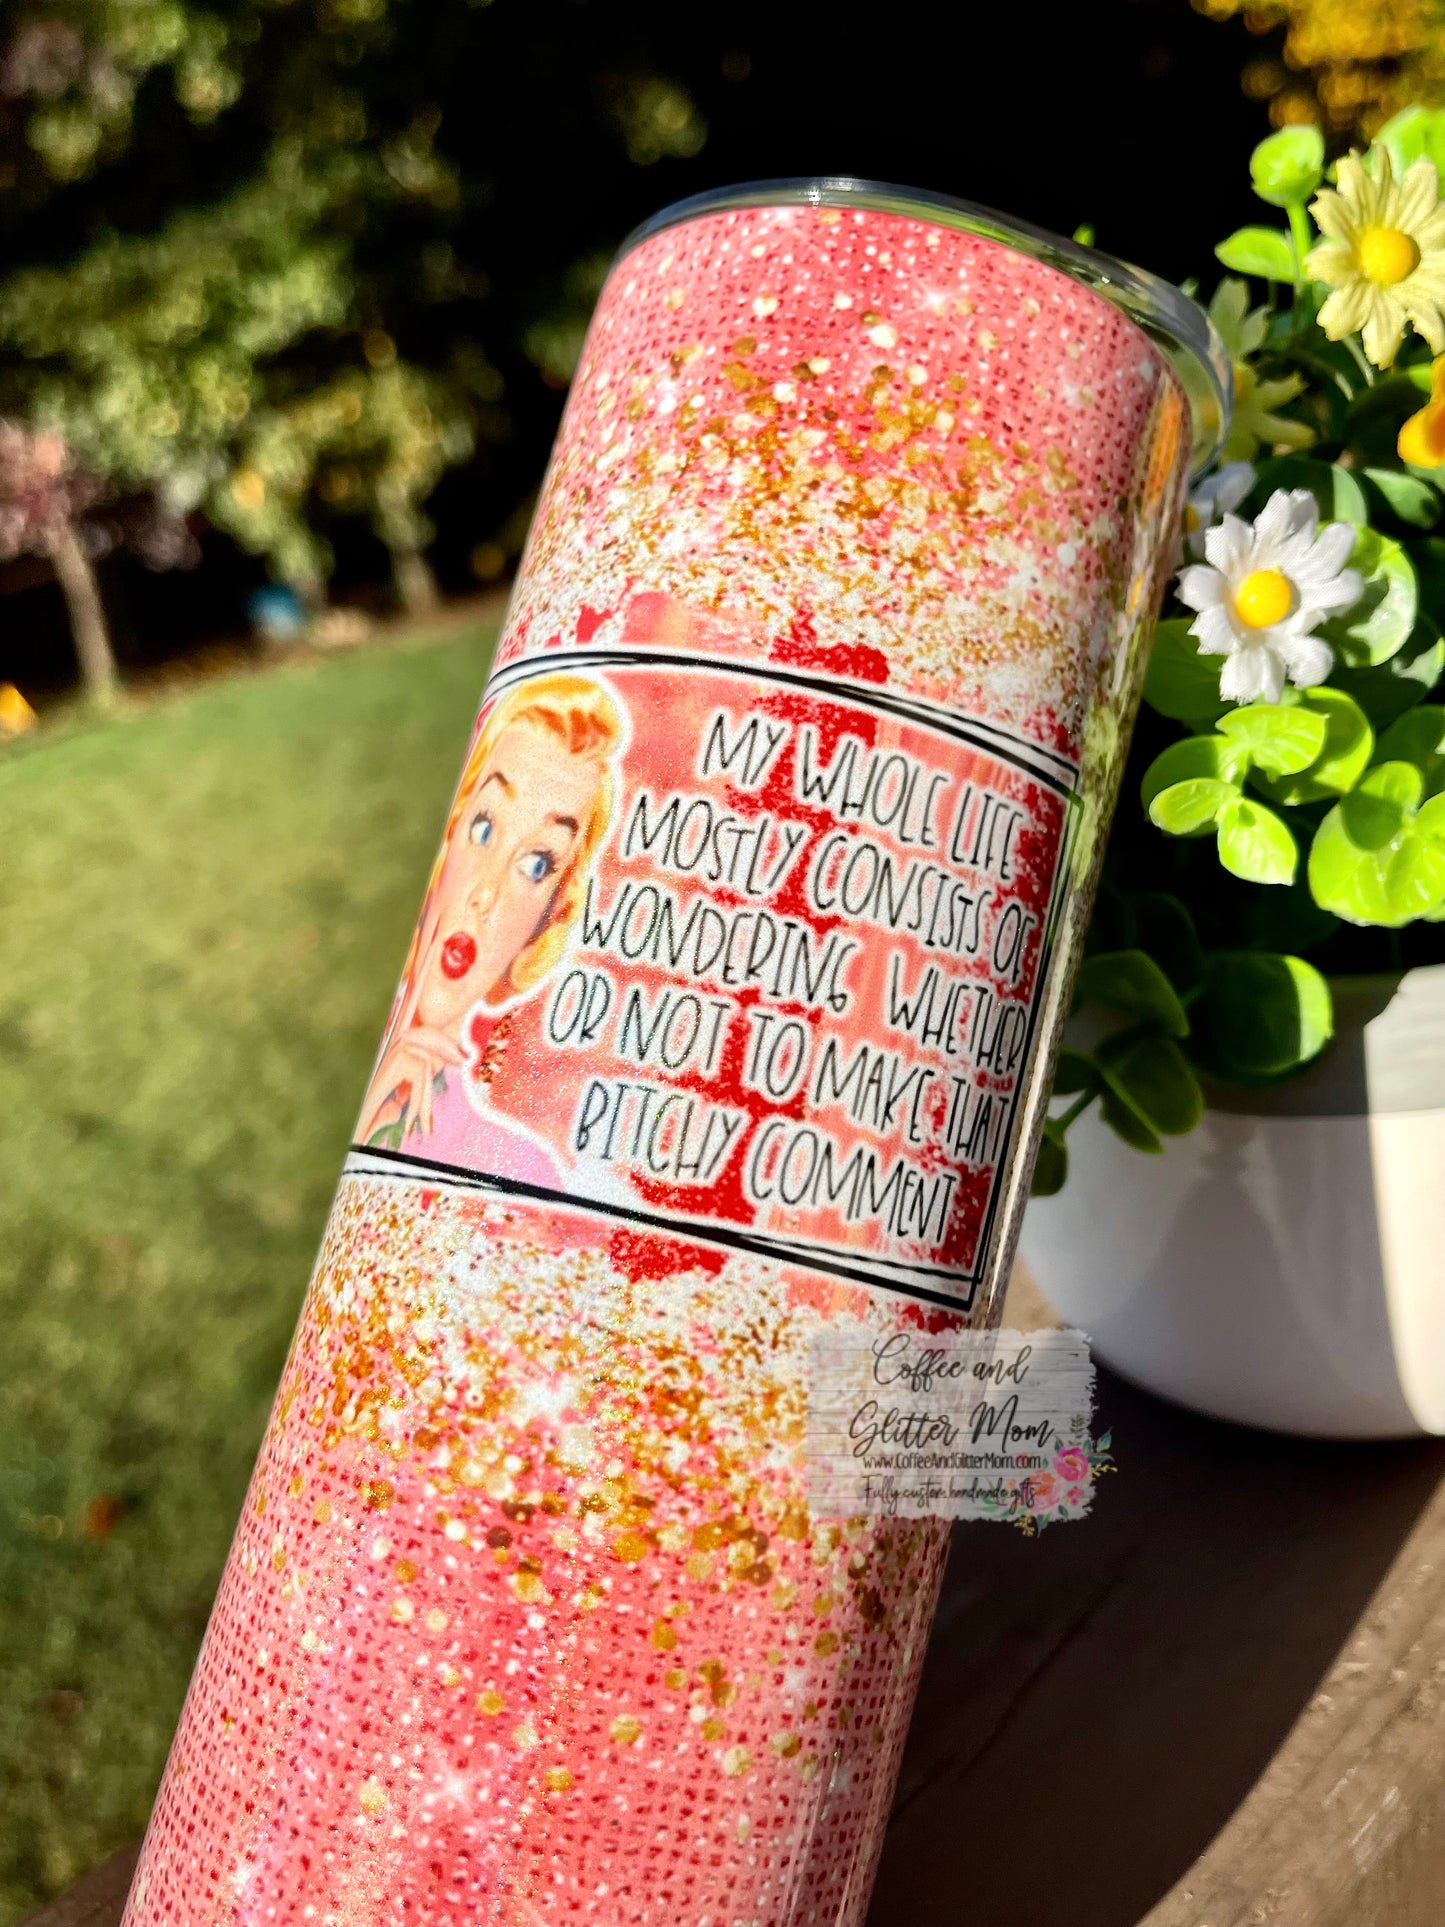 MY WHOLE LIFE
MOSTLY CONSISTS OF
WONDERING WHETHER
OR NOT TO MAKE THAT
BITCHY COMMENT
Coffee and
Glitter Mom
www.CoffeeAndGlitterMom.com
Fully custom handmade gifts